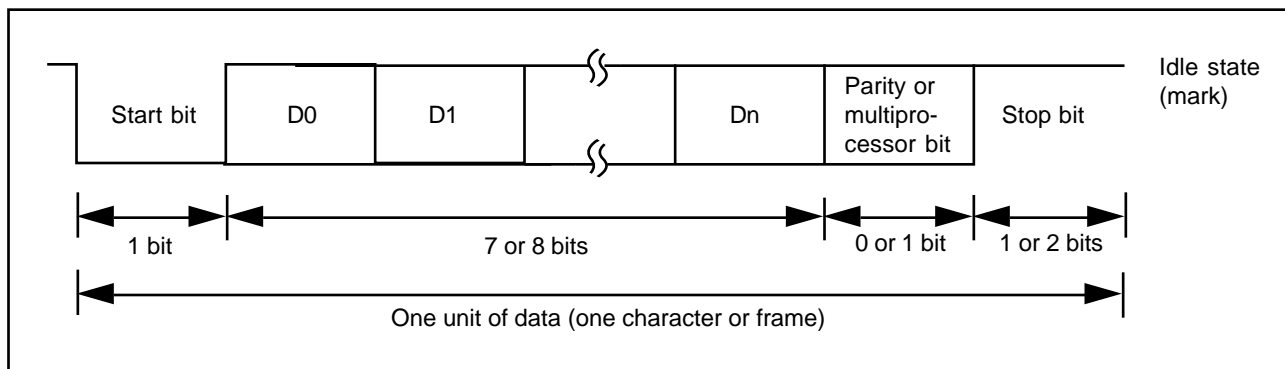 Start bit
D0
D1
Dn
Parity or
multipro-
cessor bit
Stop bit
Idle state
(mark)
1 bit
7 or 8 bits
0 or 1 bit
1 or 2 bits
One unit of data (one character or frame)